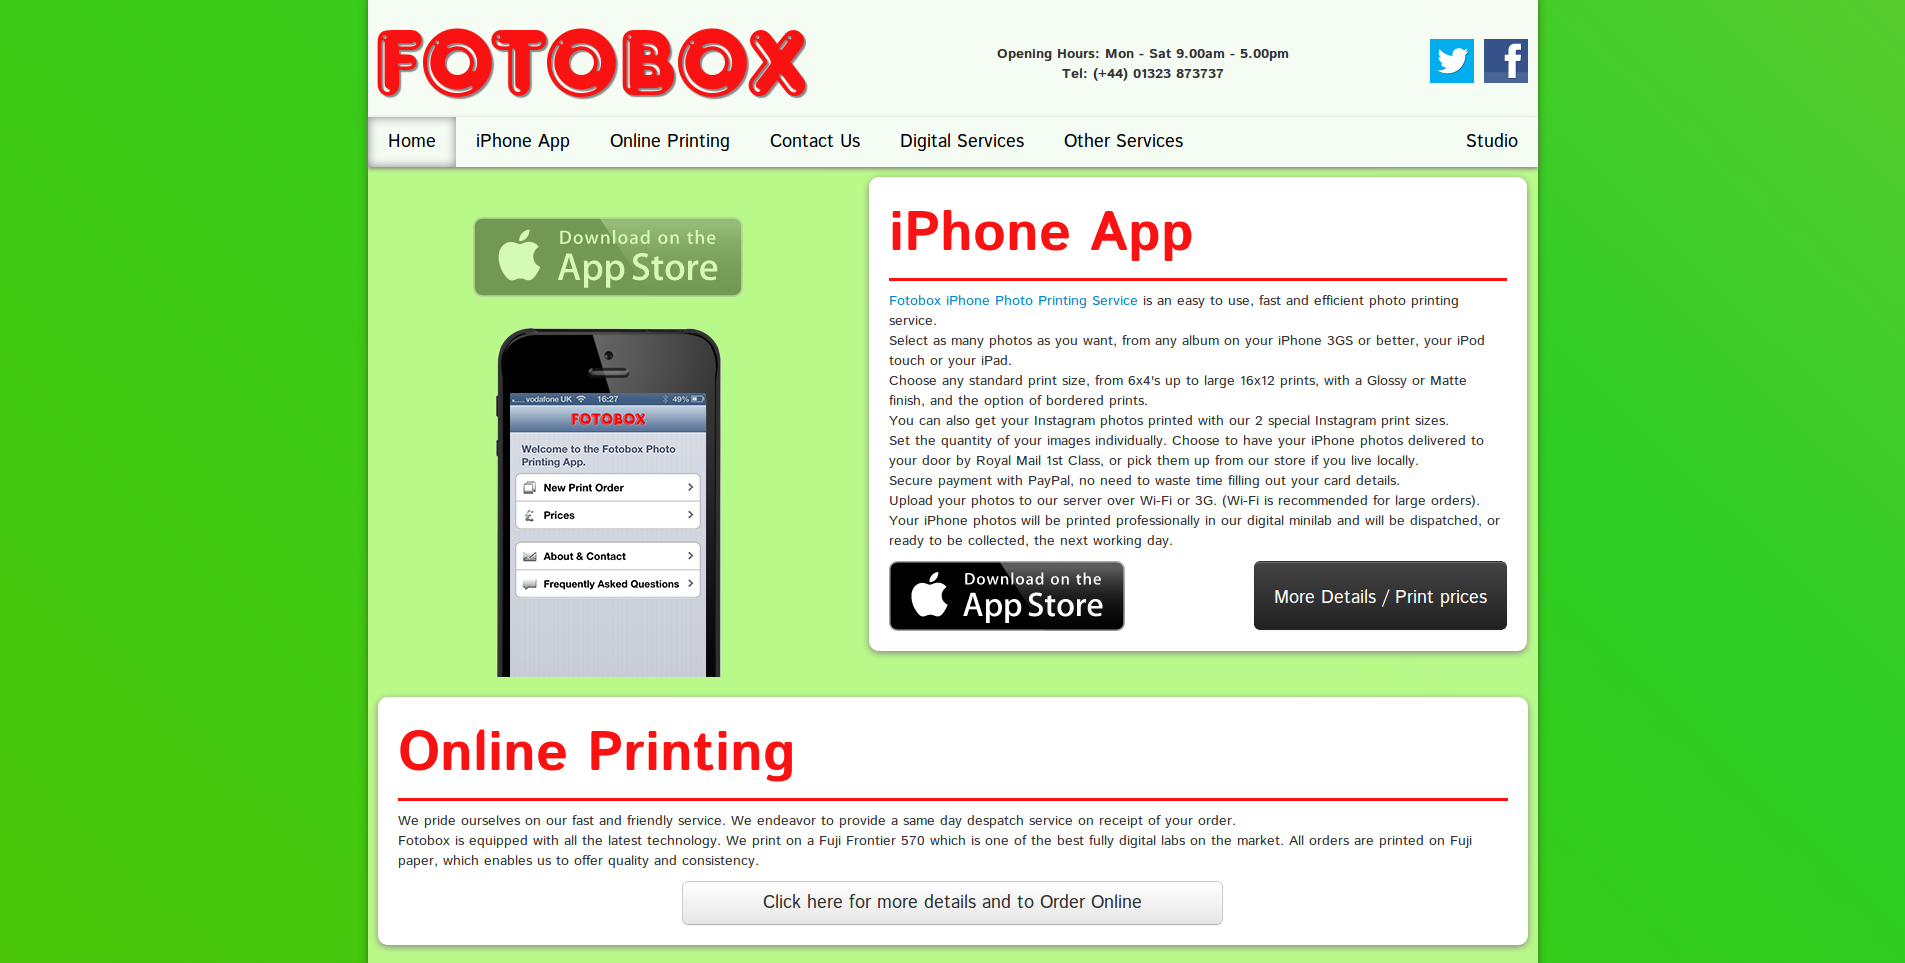 FOTOBOX
Opening Hours: Mon - Sat 9.00am - 5.00pm
Tel: (+44) 01323 873737
Home
iPhone App
Online Printing
Contact Us
Digital Services
Other Services
Studio
Download on the
App Store
vodafone UK
16:27
49%
FOTOBOX
Welcome to the Fotobox Photo
Printing App.
New Print Order
Prices
About & Contact
Frequently Asked Questions
iPhone App
Fotobox iPhone Photo Printing Service is an easy to use, fast and efficient photo printing
service.
Select as many photos as you want, from any album on your iPhone 3GS or better, your iPod
touch or your iPad.
Choose any standard print size, from 6x4's up to large 16x12 prints, with a Glossy or Matte
finish, and the option of bordered prints.
You can also get your Instagram photos printed with our 2 special Instagram print sizes.
Set the quantity of your images individually. Choose to have your iPhone photos delivered to
your door by Royal Mail 1st Class, or pick them up from our store if you live locally.
Secure payment with PayPal, no need to waste time filling out your card details.
Upload your photos to our server over Wi-Fi or 3G. (Wi-Fi is recommended for large orders).
Your iPhone photos will be printed professionally in our digital minilab and will be dispatched, or
ready to be collected, the next working day.
Download on the
App Store
More Details / Print prices
Online Printing
We pride ourselves on our fast and friendly service. We endeavor to provide a same day despatch service on receipt of your order.
Fotobox is equipped with all the latest technology. We print on a Fuji Frontier 570 which is one of the best fully digital labs on the market. All orders are printed on Fuji
paper, which enables us to offer quality and consistency.
Click here for more details and to Order Online